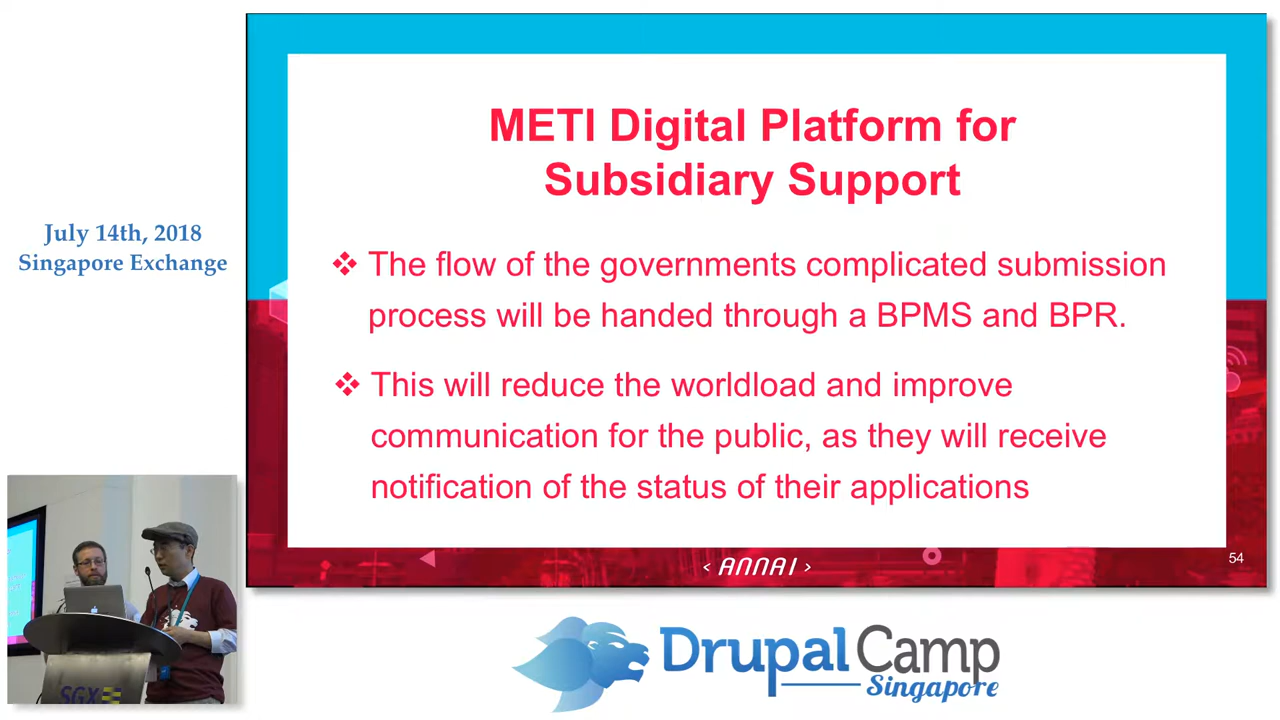 July 14th, 2018
Singapore Exchange
METI Digital Platform for
Subsidiary Support
❖ The flow of the governments complicated submission
process will be handed through a BPMS and BPR.
❖ This will reduce the worldload and improve
communication for the public, as they will receive
notification of the status of their applications
‹ ANNAI ›
54
SGX
DrupalCamp
Singapore